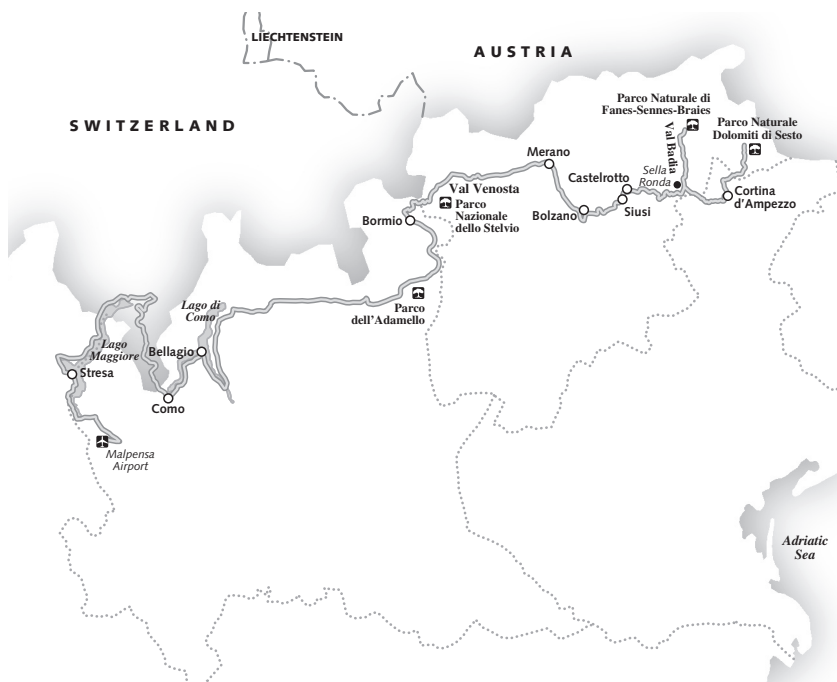 LIECHTENSTEIN
AUSTRIA
SWITZERLAND
Parco Naturale di
Fanes-Sennes-Braies
Parco Naturale
Dolomiti di Sesto
Val Badia
Merano
Castelrotto
Sella
Ronda
Val Venosta
Parco
Nazionale
dello Stelvio
Cortina
d'Ampezzo
Siusi
Bolzano
Bormio
Lago di
Como
Parco
dell'Adamello
Lago
Maggiore
Bellagio
Stresa
Como
Malpensa
Airport
Adriatic
Sea